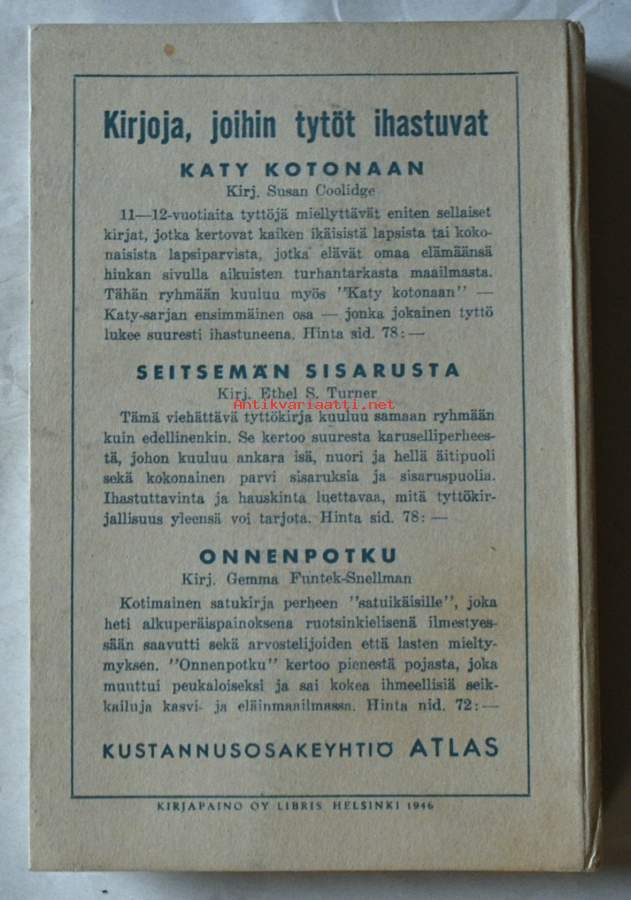 Kirjoja, joihin tytöt ihastuvat
KATY KOTONAAN
Kirj. Susan Coolidge
11—12-vuotiaita tyttöjä miellyttävät eniten sellaiset
kirjat, jotka kertovat kaiken ikäisistä lapsista tai koko-
naisista lapsiparvista, jotka elävät omaa elämäänsä
hiukan sivulla aikuisten turhantarkasta maailmasta.
Tähän ryhmään kuuluu myös "Katy kotonaan" —
Katy-sarjan ensimmäinen osa — jonka jokainen tyttö
lukee suuresti ihastuneena. Hinta sid. 78: —
SEITSEMÄN SISARUSTA
Kirj. Ethel S. Turner
Antikvariaatti.net
Tämä viehättävä tyttökirja kuuluu samaan ryhmään
kuin edellinenkin. Se kertoo suuresta karuselliperhees-
tä, johon kuuluu ankara isä, nuori ja hellä äitipuoli
sekä kokonainen parvi sisaruksia ja sisaruspuolia.
Ihastuttavinta ja hauskinta luettavaa, mitä tyttökir-
jallisuus yleensä voi tarjota. Hinta sid. 78: —
ONNENPOTKU
Kirj. Gemma Funtek-Snellman
Kotimainen satukirja perheen "satuikäisille", joka
heti alkuperäispainoksena ruotsinkielisenä ilmestyes-
sään saavutti sekä arvostelijoiden että lasten mielty-
myksen. "Onnenpotku" kertoo pienestä pojasta, joka
muuttui peukaloiseksi ja sai kokea ihmeellisiä seik-
kailuja kasvi- ja eläinmaailmassa. Hinta nid. 72: —
KUSTANNUSOSAKEYHTIÖ ATLAS
KIRJAPAINO OY LIBRIS HELSINKI 1946